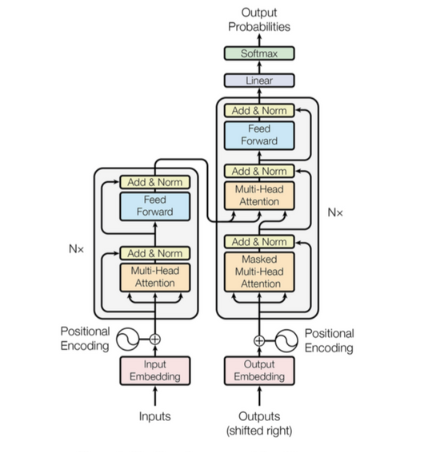 Output
Probabilities
Softmax
Linear
Add & Norm
Feed
Forward
Add & Norm
Multi-Head
Attention
Add & Norm
Masked
Multi-Head
Attention
Nx
Add & Norm
Feed
Forward
Add & Norm
Multi-Head
Attention
Nx
Positional
Encoding
Positional
Encoding
Input
Embedding
Output
Embedding
Inputs
Outputs
(shifted right)